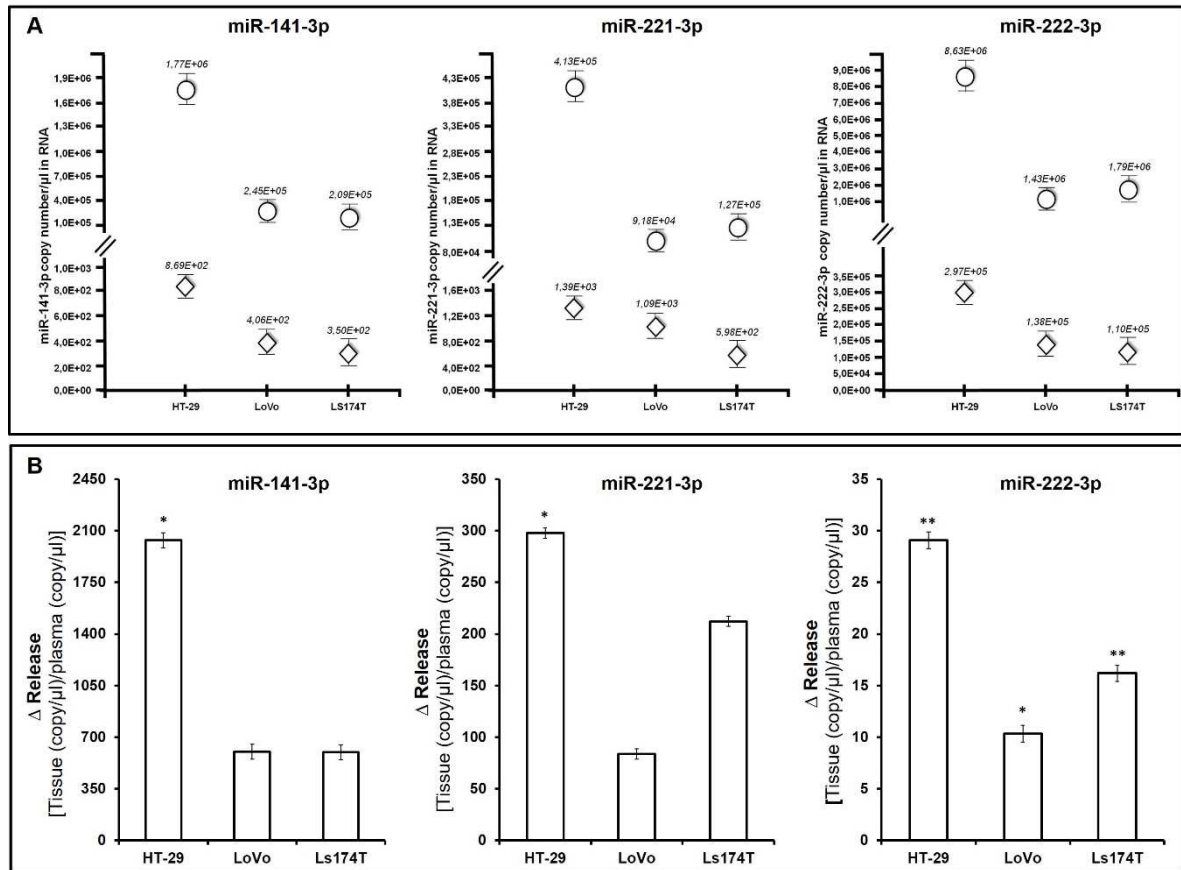 A
miR-141-3p
miR-141-3p copy number/µl in RNA
1,9E+06
1,6E+06
1,3E+06
1,0E+06
7,0E+05
4,0E+05
1,0E+05
1,0E+03
8,0E+02
6,0E+02
4,0E+02
2,0E+02
0,0E+00
1,77E+06
2,45E+05
2,09E+05
8,69E+02
4,06E+02
3,50E+02
HT-29
LoVo
LS174T
miR-221-3p
miR-221-3p copy number/µl in RNA
4,3E+05
3,8E+05
3,3E+05
2,8E+05
2,3E+05
1,8E+05
1,3E+05
8,0E+04
1,6E+03
1,2E+03
8,0E+02
4,0E+02
0,0E+00
4,13E+05
9,18E+04
1,27E+05
1,39E+03
1,09E+03
5,98E+02
HT-29
LoVo
LS174T
miR-222-3p
miR-222-3p copy number/µl in RNA
9,0E+06
8,0E+06
7,0E+06
6,0E+06
5,0E+06
4,0E+06
3,0E+06
2,0E+06
1,0E+06
3,5E+05
3,0E+05
2,5E+05
2,0E+05
1,5E+05
1,0E+05
5,0E+04
0,0E+00
8,63E+06
1,43E+06
1,79E+06
2,97E+05
1,38E+05
1,10E+05
HT-29
LoVo
LS174T
B
miR-141-3p
Δ Release
[Tissue (copy/µl)/plasma (copy/µl)]
2450
2100
1750
1400
1050
700
350
0
*
HT-29
LoVo
Ls174T
miR-221-3p
Δ Release
[Tissue (copy/µl)/plasma (copy/µl)]
350
300
250
200
150
100
50
0
*
HT-29
LoVo
Ls174T
miR-222-3p
Δ Release
[Tissue (copy/µl)/plasma (copy/µl)]
35
30
25
20
15
10
5
0
**
*
**
HT-29
LoVo
Ls174T